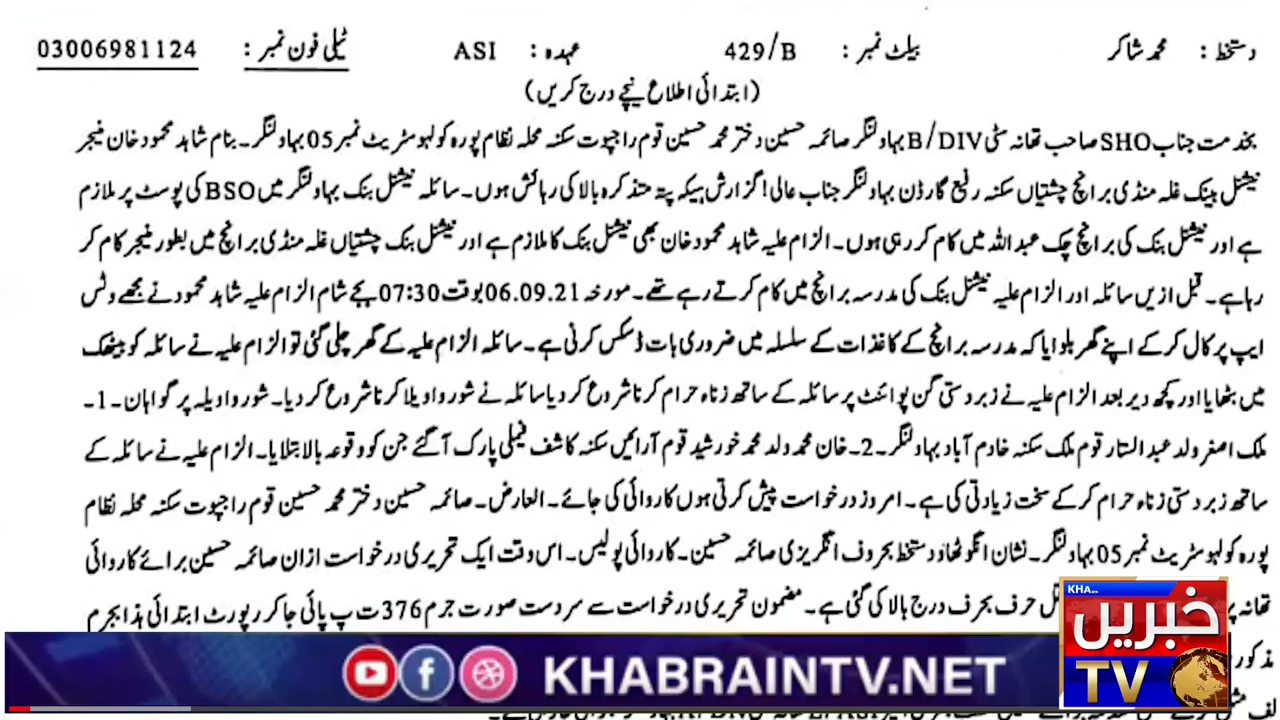 دستخط : محمد شاکر بیلٹ نمبر : 429/B عہدہ : ASI ٹیلی فون نمبر : 03006981124
(ابتدائی اطلاع نیچے درج کریں)
بخدمت جناب SHO صاحب تھانہ سٹی B/DIV بہاولنگر صائمہ حسین دختر محمد حسین قوم راجپوت سکنہ محلہ نظام پورہ کولہو سٹریٹ نمبر 05 بہاولنگر۔ بنام شاہد محمود خان منیجر
نیشنل بینک غلہ منڈی برانچ چشتیاں سکنہ رفیع گارڈن بہاولنگر جناب عالی! گزارش ہیکہ پتہ متذکرہ بالا کی رہائش ہوں۔ سائلہ نیشنل بنک بہاولنگر میں BSO کی پوسٹ پر ملازم
ہے اور نیشنل بنک کی برانچ چک عبداللہ میں کام کر رہی ہوں۔ الزام علیہ شاہد محمود خان بھی نیشنل بنک کا ملازم ہے اور نیشنل بنک چشتیاں غلہ منڈی برانچ میں بطور منیجر کام کر
رہا ہے۔ قبل ازیں سائلہ اور الزام علیہ نیشنل بنک کی مدرسہ برانچ میں کام کرتے رہے تھے۔ مورخہ 06.09.21 بوقت 07:30 بجے شام الزام علیہ شاہد محمود نے مجھے وٹس
ایپ پر کال کر کے اپنے گھر بلوایا کہ مدرسہ برانچ کے کاغذات کے سلسلہ میں ضروری بات ڈسکس کرنی ہے۔ سائلہ الزام علیہ کے گھر چلی گئی تو الزام علیہ نے سائلہ کو بیٹھک
میں بٹھایا اور کچھ دیر بعد الزام علیہ نے زبردستی گن پوائنٹ پر سائلہ کے ساتھ زناہ حرام کرنا شروع کر دیا سائلہ نے شور واویلا کرنا شروع کر دیا۔ شور واویلہ پر گواہان۔ 1۔
ملک اصغر ولد عبدالستار قوم ملک سکنہ خادم آباد بہاولنگر۔ 2۔ خان محمد ولد محمد خورشید قوم آرائیں سکنہ کاشف فیملی پارک آگئے جن کو وقوعہ بالا بتلایا۔ الزام علیہ نے سائلہ کے
ساتھ زبردستی زناہ حرام کر کے سخت زیادتی کی ہے۔ امروز درخواست پیش کرتی ہوں کاروائی کی جائے۔ العارض۔ صائمہ حسین دختر محمد حسین قوم راجپوت سکنہ محلہ نظام
پورہ کولہو سٹریٹ نمبر 05 بہاولنگر۔ نشان انگوٹھا و دستخط بحروف انگریزی صائمہ حسین۔ کاروائی پولیس۔ اس وقت ایک تحریری درخواست ازان صائمہ حسین برائے کاروائی
تھانہ حرف بحرف درج بالا کی گئی ہے۔ مضمون تحریری درخواست سے سردست صورت جرم 376 ت پ پائی جا کر رپورٹ ابتدائی ہذا بجرم
KHA..
خبریں
TV
KHABRAINTV.NET